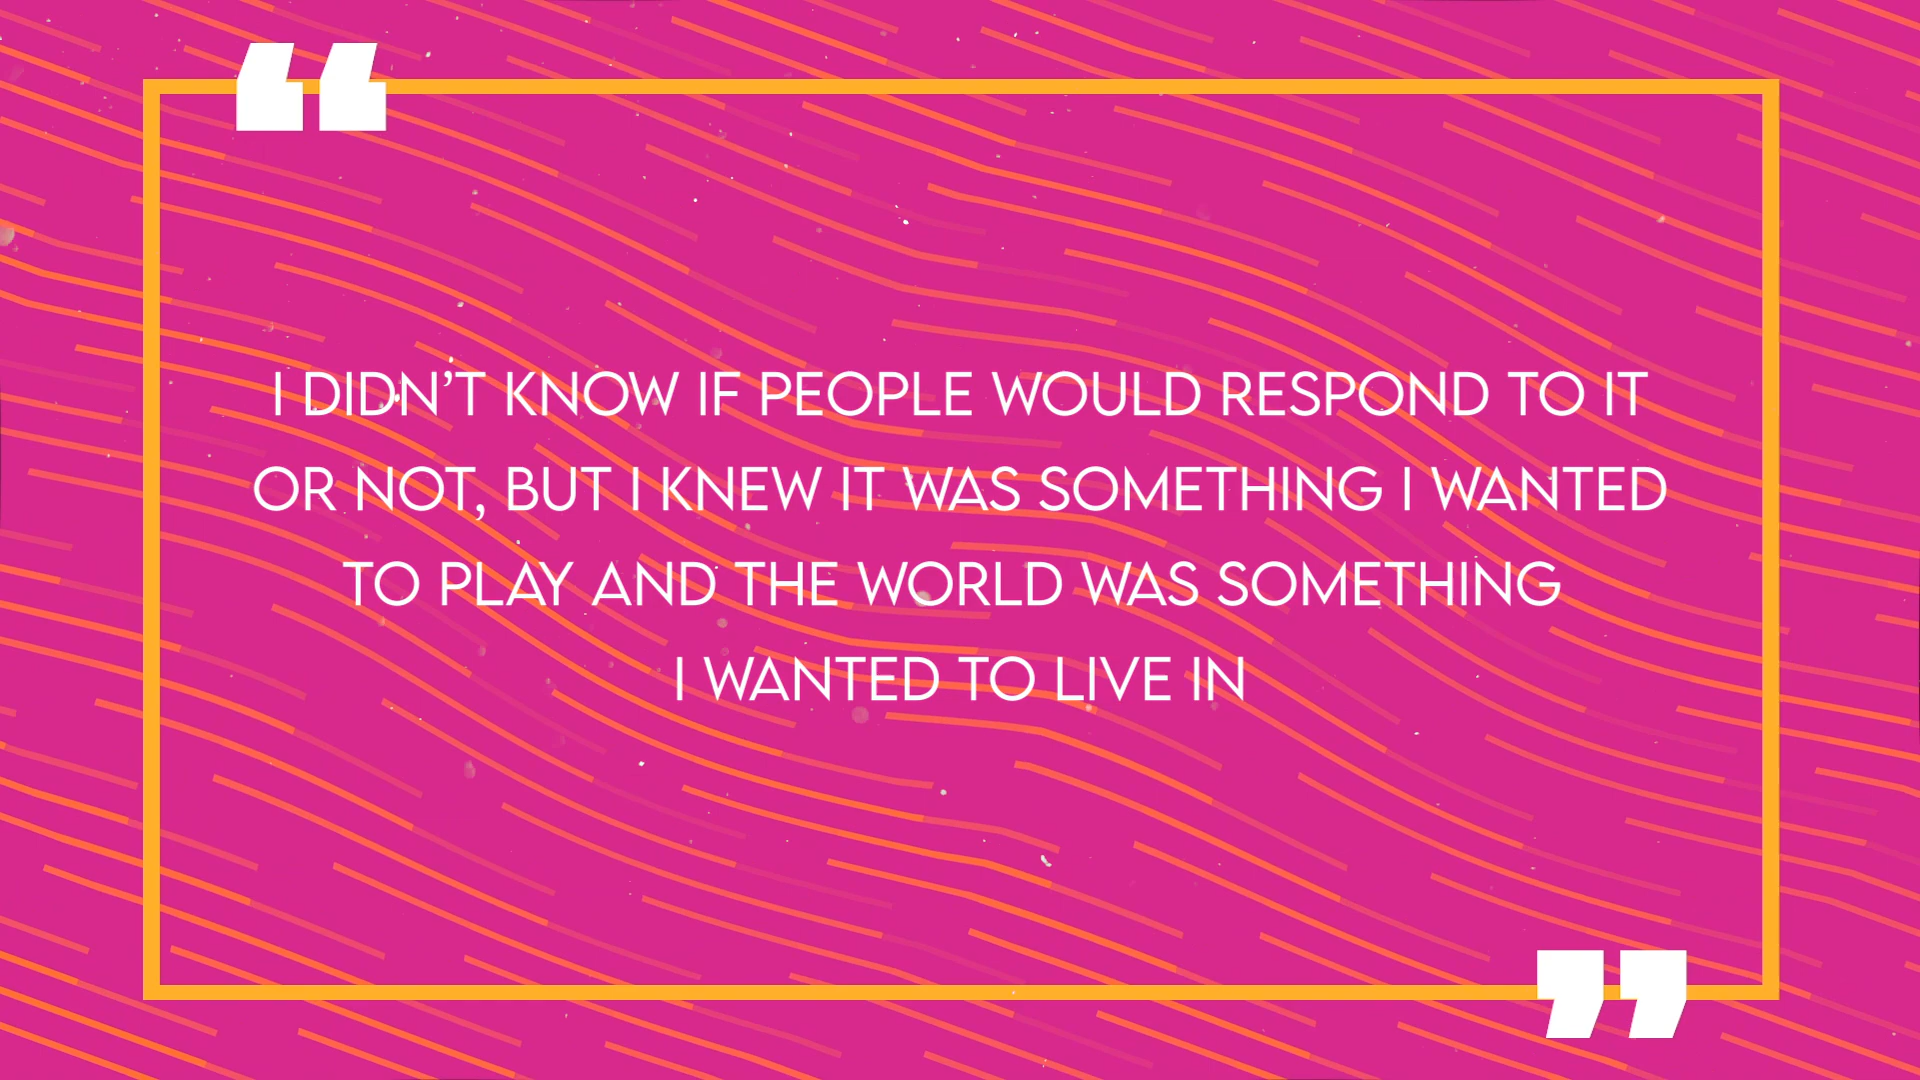 “
I DIDN’T KNOW IF PEOPLE WOULD RESPOND TO IT
OR NOT, BUT I KNEW IT WAS SOMETHING I WANTED
TO PLAY AND THE WORLD WAS SOMETHING
I WANTED TO LIVE IN
”